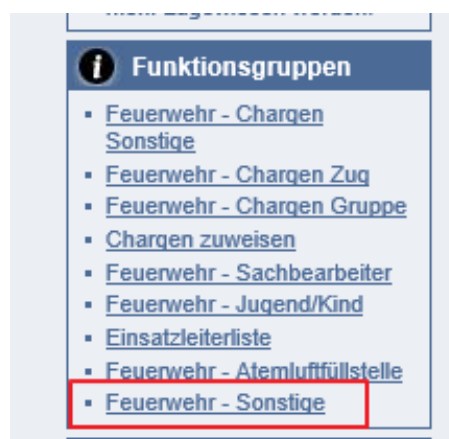 Funktionsgruppen
Feuerwehr - Chargen
Sonstige
Feuerwehr - Chargen Zug
Feuerwehr - Chargen Gruppe
Chargen zuweisen
Feuerwehr - Sachbearbeiter
Feuerwehr - Jugend/Kind
Einsatzleiterliste
Feuerwehr - Atemluftfüllstelle
Feuerwehr - Sonstige